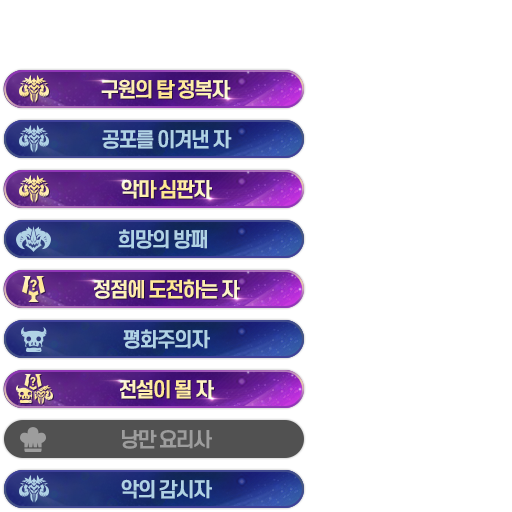 구원의 탑 정복자
공포를 이겨낸 자
악마 심판자
희망의 방패
정점에 도전하는 자
평화주의자
전설이 될 자
낭만 요리사
악의 감시자